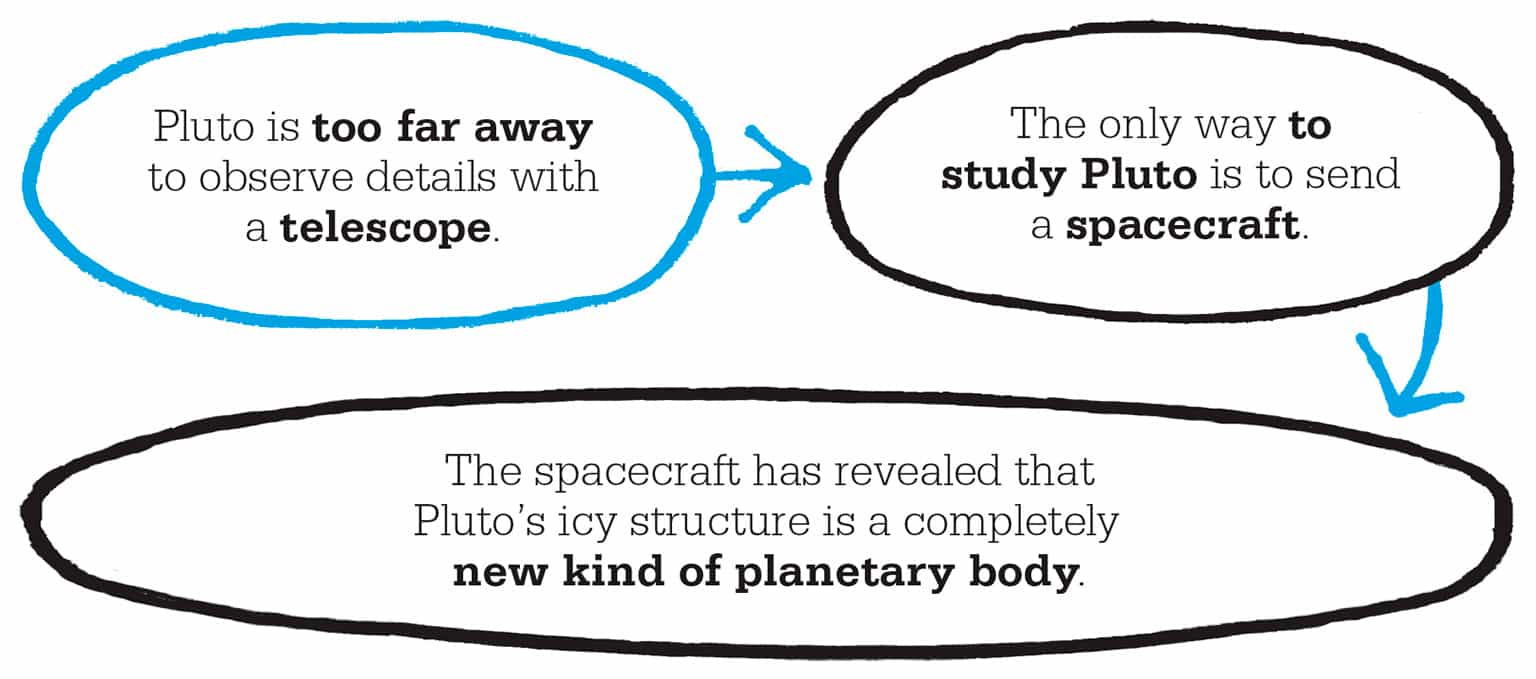 Pluto is too far away
to observe details with
a telescope.
The only way to
study Pluto is to send
a spacecraft.
The spacecraft has revealed that
Pluto’s icy structure is a completely
new kind of planetary body.